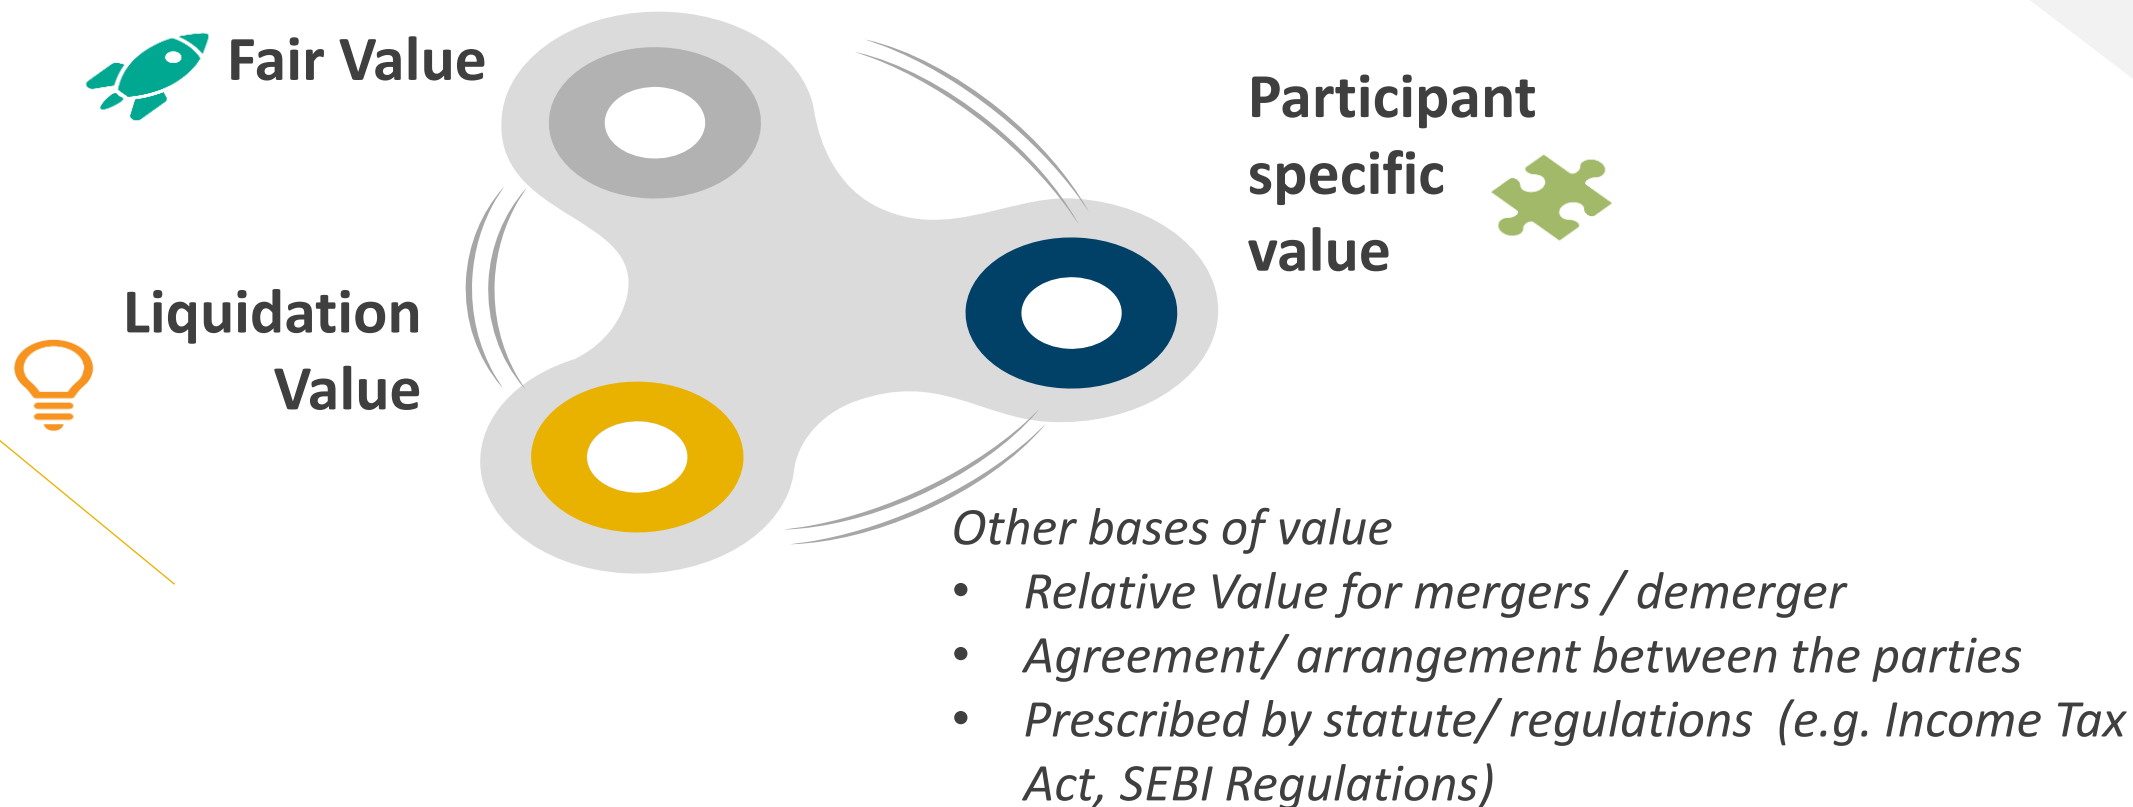 Fair Value
Participant
specific
value
Liquidation
Value
Other bases of value
• Relative Value for mergers / demerger
• Agreement/ arrangement between the parties
• Prescribed by statute/ regulations (e.g. Income Tax
Act, SEBI Regulations)